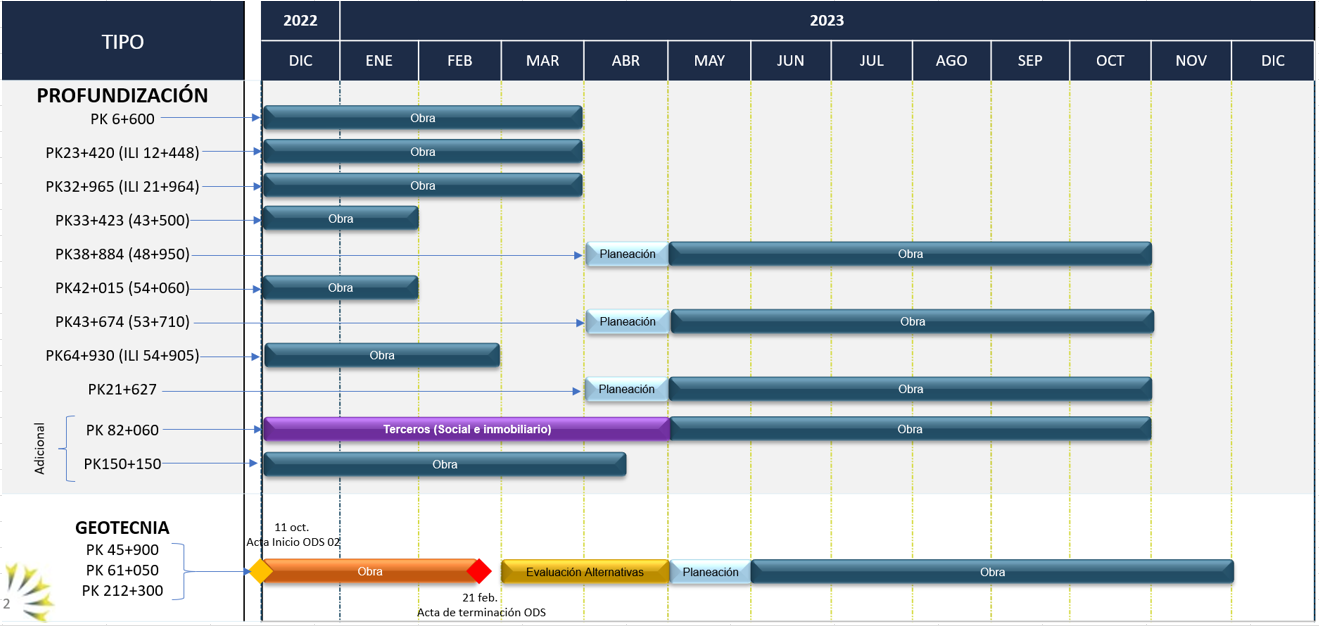 TIPO
2022
2023
DIC
ENE
FEB
MAR
ABR
MAY
JUN
JUL
AGO
SEP
OCT
NOV
DIC
PROFUNDIZACIÓN
PK 6+600
Obra
PK23+420 (ILI 12+448)
Obra
PK32+965 (ILI 21+964)
Obra
PK33+423 (43+500)
Obra
PK38+884 (48+950)
Planeación
Obra
PK42+015 (54+060)
Obra
PK43+674 (53+710)
Planeación
Obra
PK64+930 (ILI 54+905)
Obra
PK21+627
Planeación
Obra
Adicional
PK 82+060
Terceros (Social e inmobiliario)
Obra
PK150+150
Obra
GEOTECNIA
PK 45+900
PK 61+050
PK 212+300
11 oct.
Acta Inicio ODS 02
Obra
21 feb.
Acta de terminación ODS
Evaluación Alternativas
Planeación
Obra
2